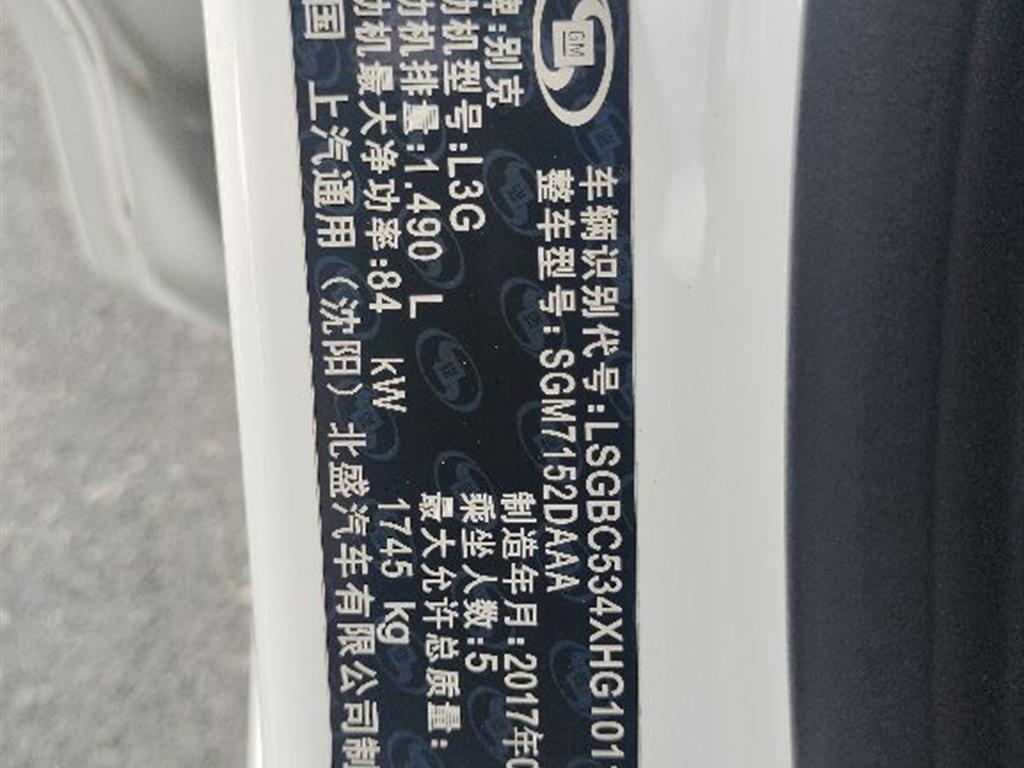 GM
牌:别克
车辆识别代号:LSGBC534XHG101
整车型号:SGM7152DAAA
动机型号:L3G
制造年月:2017年0
动机排量:1.490 L
乘坐人数:5
动机最大净功率:84 kW
最大允许总质量:
1745 kg
国 上汽通用(沈阳)北盛汽车有限公司制